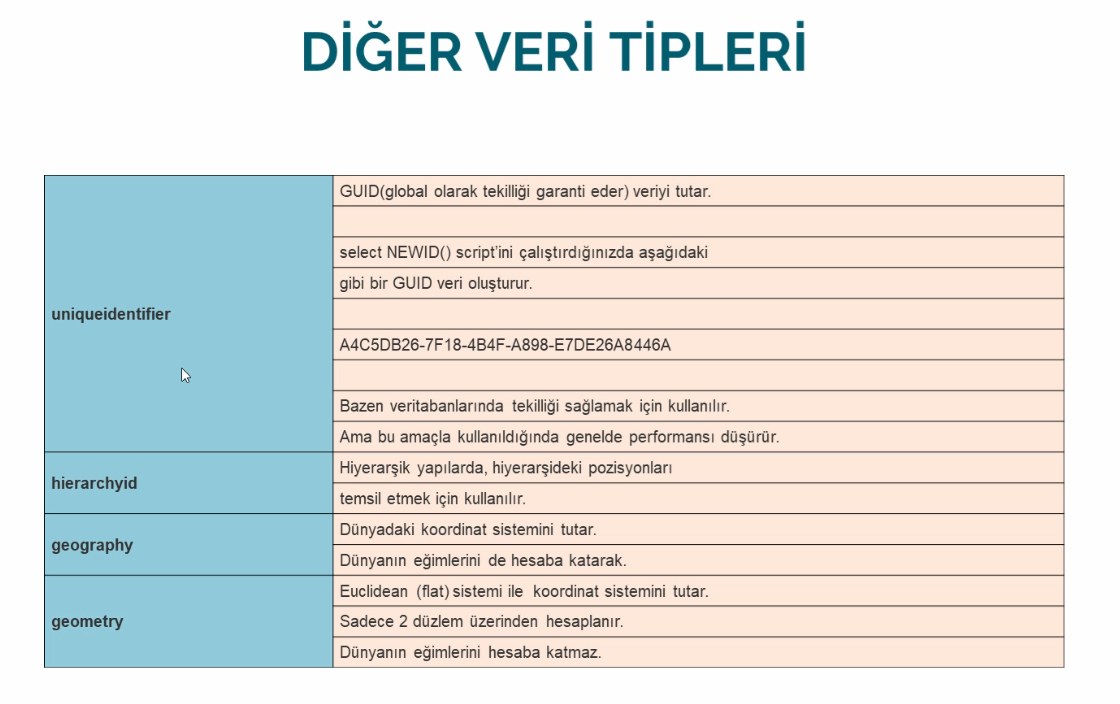 DİĞER VERİ TİPLERİ
uniqueidentifier
GUID(global olarak tekilliği garanti eder) veriyi tutar.
select NEWID() script'ini çalıştırdığınızda aşağıdaki
gibi bir GUID veri oluşturur.
A4C5DB26-7F18-4B4F-A898-E7DE26A8446A
Bazen veritabanlarında tekilliği sağlamak için kullanılır.
Ama bu amaçla kullanıldığında genelde performansı düşürür.
hierarchyid
Hiyerarşik yapılarda, hiyerarşideki pozisyonları
temsil etmek için kullanılır.
geography
Dünyadaki koordinat sistemini tutar.
Dünyanın eğimlerini de hesaba katarak.
geometry
Euclidean (flat) sistemi ile koordinat sistemini tutar.
Sadece 2 düzlem üzerinden hesaplanır.
Dünyanın eğimlerini hesaba katmaz.